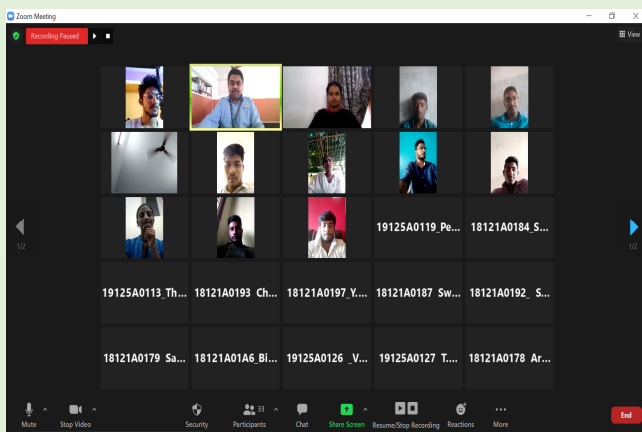 Zoom Meeting
Recording Paused
View
1/2
1/2
19125A0119_Pe...
18121A0184_S...
19125A0113_Th...
18121A0193 Ch...
18121A0197_Y....
18121A0187 Sw...
18121A0192_ S...
18121A0179 Sa...
18121A01A6_Bi...
19125A0126 _V...
19125A0127 T....
18121A0178 Ar...
Mute
Stop Video
Security
33
Participants
Chat
Share Screen
Resume/Stop Recording
Reactions
More
End